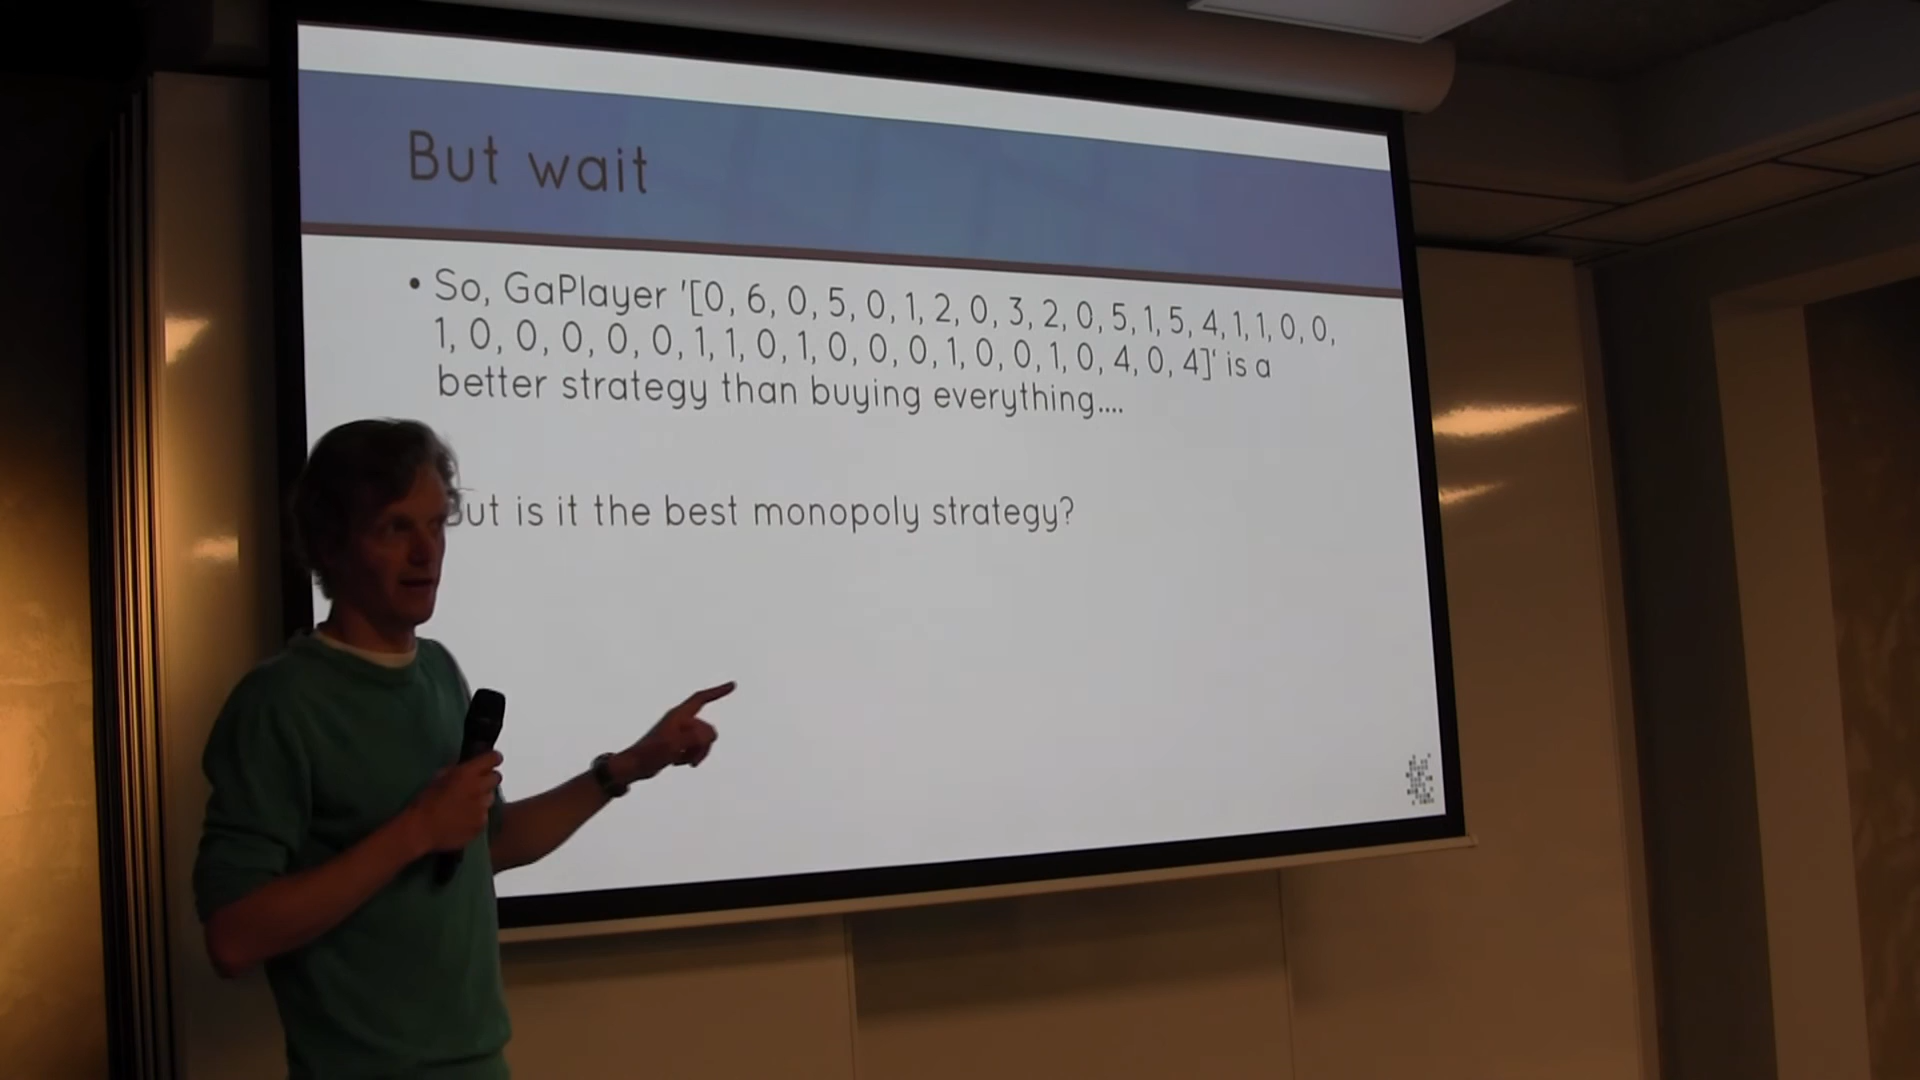 But wait
• So, GaPlayer '[0, 6, 0, 5, 0, 1, 2, 0, 3, 2, 0, 5, 1, 5, 4, 1, 1, 0, 0,
1, 0, 0, 0, 0, 0, 1, 1, 0, 1, 0, 0, 0, 1, 0, 0, 1, 0, 4, 0, 4]' is a
better strategy than buying everything....
But is it the best monopoly strategy?